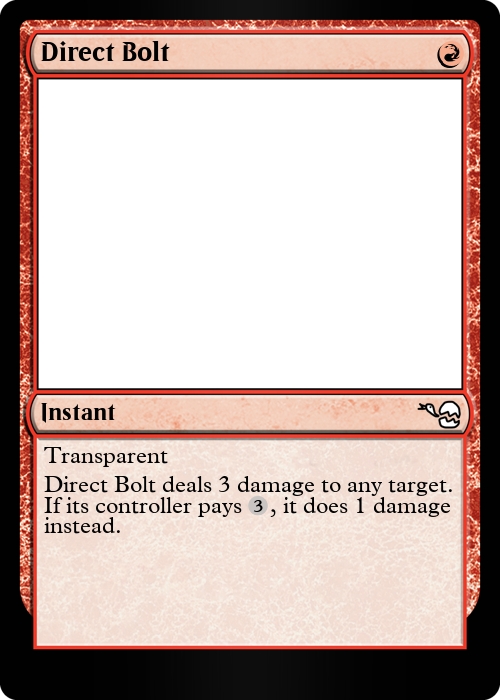 Direct Bolt
Instant
Transparent
Direct Bolt deals 3 damage to any target.
If its controller pays 3, it does 1 damage
instead.